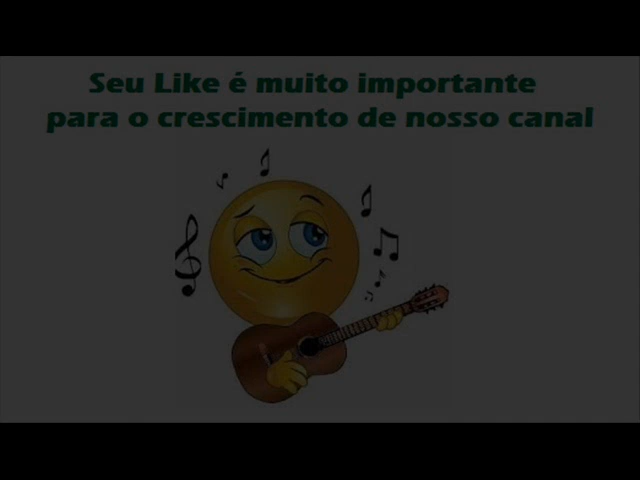 Seu Like é muito importante
para o crescimento de nosso canal